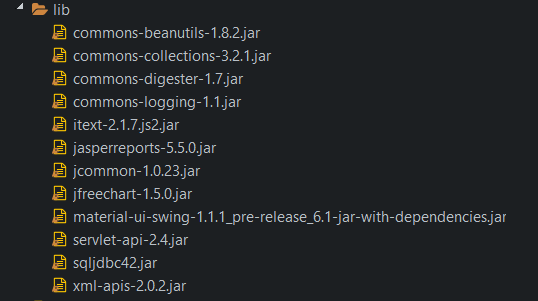 lib
commons-beanutils-1.8.2.jar
commons-collections-3.2.1.jar
commons-digester-1.7.jar
commons-logging-1.1.jar
itext-2.1.7.js2.jar
jasperreports-5.5.0.jar
jcommon-1.0.23.jar
jfreechart-1.5.0.jar
material-ui-swing-1.1.1_pre-release_6.1-jar-with-dependencies.jar
servlet-api-2.4.jar
sqljdbc42.jar
xml-apis-2.0.2.jar